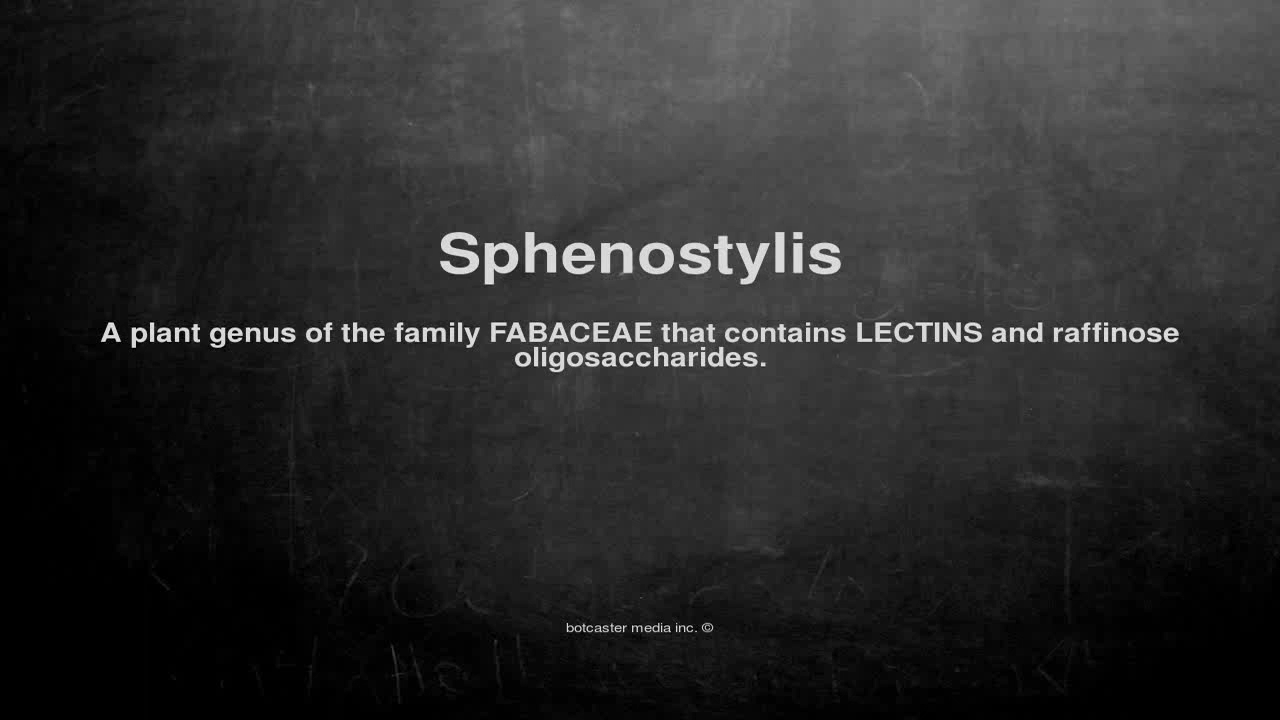 Sphenostylis
A plant genus of the family FABACEAE that contains LECTINS and raffinose
oligosaccharides.
botcaster media inc. ©